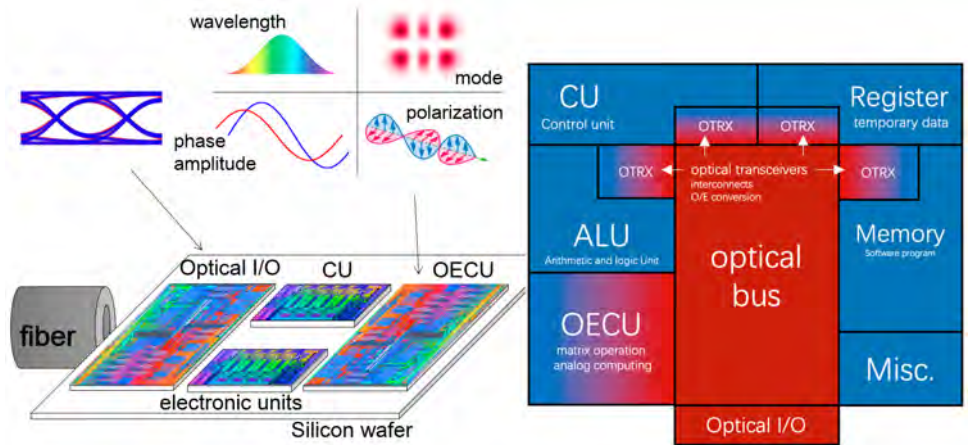 wavelength
mode
phase
amplitude
polarization
Optical I/O
CU
OECU
fiber
electronic units
Silicon wafer
CU
Control unit
Register
temporary data
OTRX
OTRX
OTRX
optical transceivers
interconnects
O/E conversion
OTRX
ALU
Arithmetic and logic Unit
optical
bus
Memory
Software program
OECU
matrix operation
analog computing
Misc.
Optical I/O